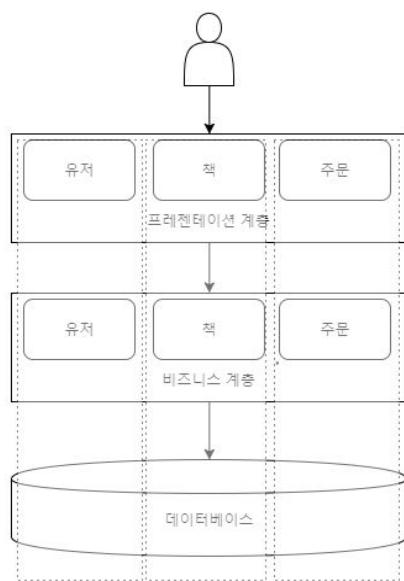 유저 책 주문
프레젠테이션 계층
유저 책 주문
비즈니스 계층
데이터베이스